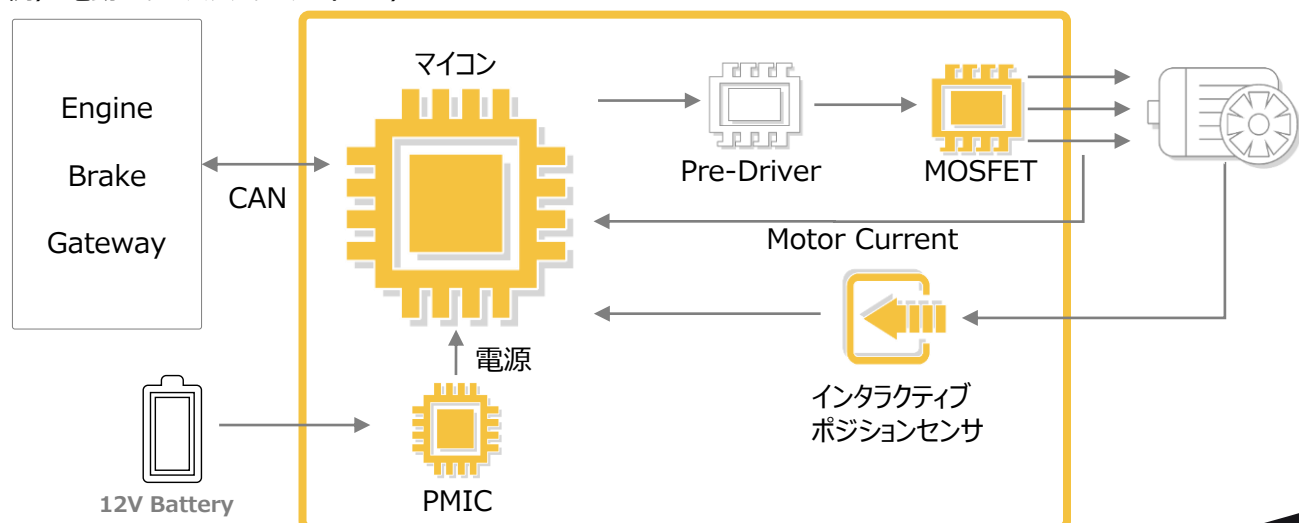 マイコン
Engine
Brake
Gateway
CAN
Pre-Driver
MOSFET
Motor Current
電源
インタラクティブ
ポジションセンサ
12V Battery
PMIC